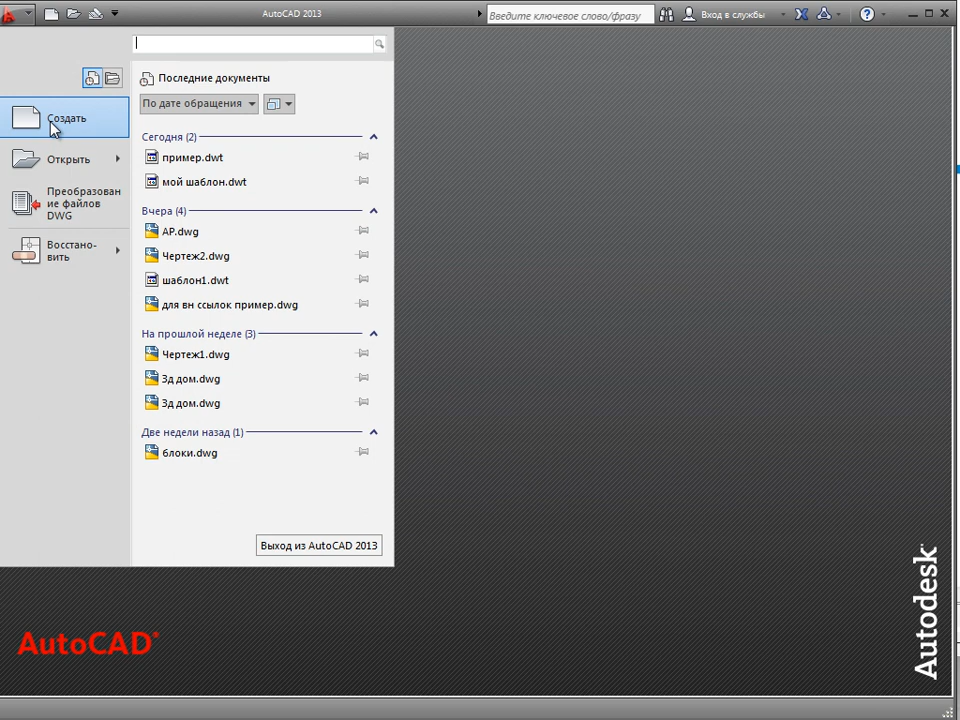 AutoCAD 2013
Введите ключевое слово/фразу
Вход в службы
Последние документы
По дате обращения
Создать
Открыть
Преобразован
ие файлов
DWG
Восстано-
вить
Сегодня (2)
пример.dwt
мой шаблон.dwt
Вчера (4)
АР.dwg
Чертеж2.dwg
шаблон1.dwt
для вн ссылок пример.dwg
На прошлой неделе (3)
Чертеж1.dwg
3д дом.dwg
3д дом.dwg
Две недели назад (1)
блоки.dwg
Выход из AutoCAD 2013
AutoCAD®
Autodesk®